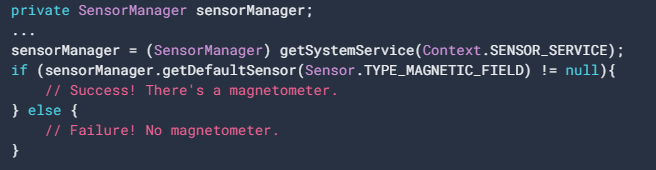 private SensorManager sensorManager;
...
sensorManager = (SensorManager) getSystemService(Context.SENSOR_SERVICE);
if (sensorManager.getDefaultSensor(Sensor.TYPE_MAGNETIC_FIELD) != null){
    // Success! There's a magnetometer.
} else {
    // Failure! No magnetometer.
}